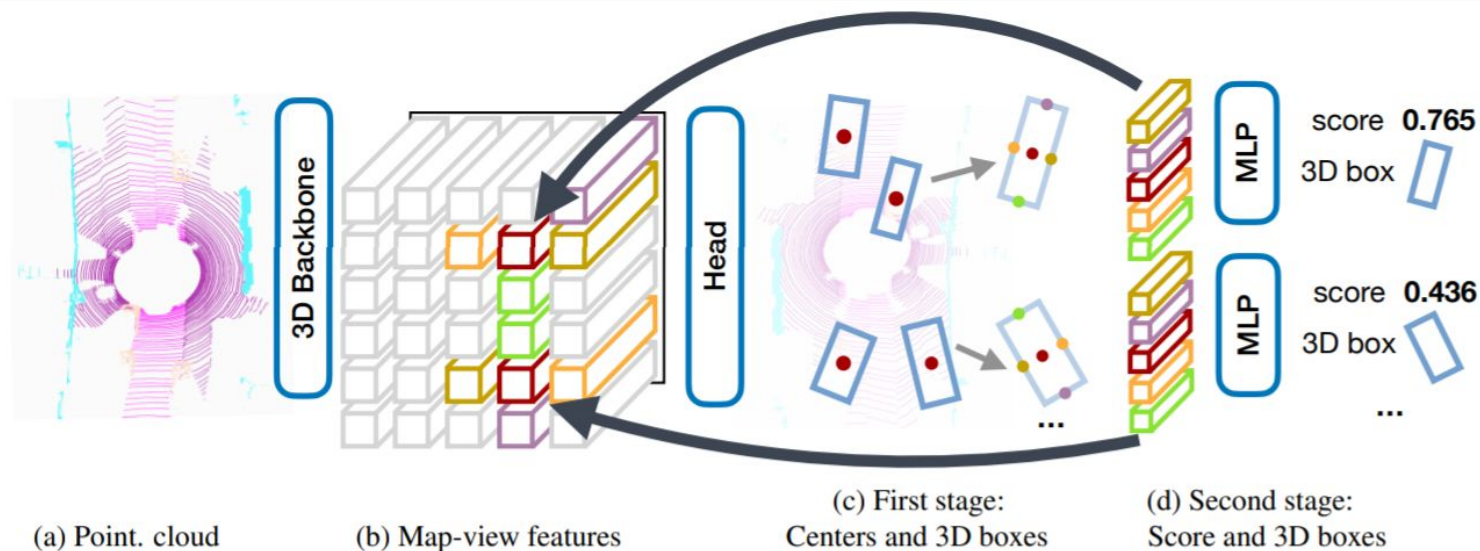 3D Backbone
Head
MLP
score 0.765
3D box
MLP
score 0.436
3D box
...
...
(a) Point. cloud
(b) Map-view features
(c) First stage:
Centers and 3D boxes
(d) Second stage:
Score and 3D boxes